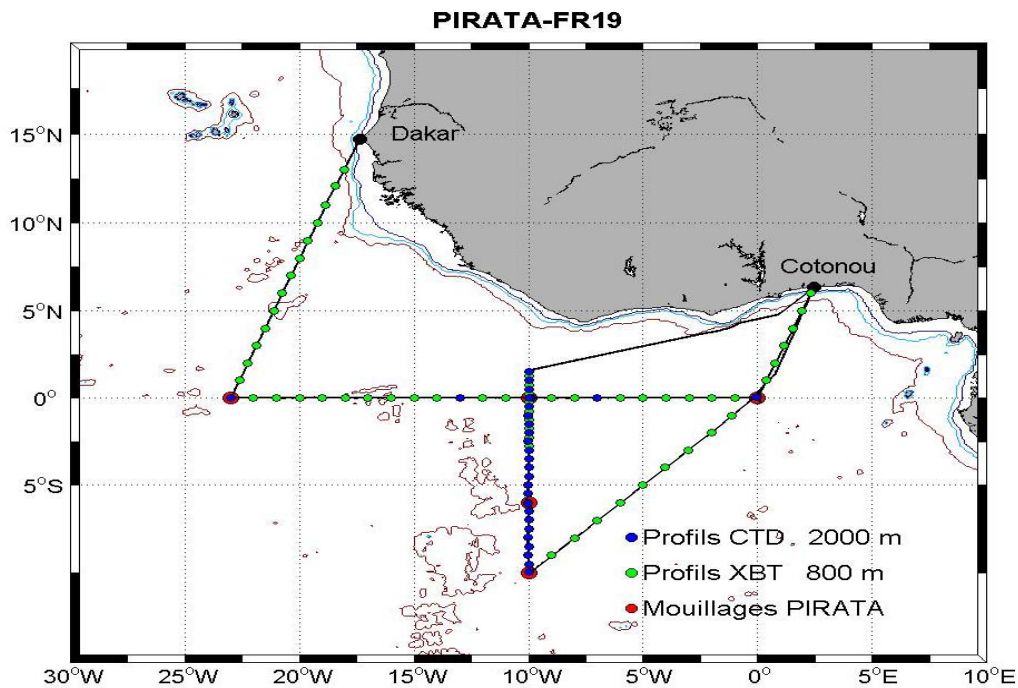 PIRATA-FR19
15°N
Dakar
10°N
Cotonou
5°N
0°
5°S
Profils CTD 2000 m
Profils XBT 800 m
Mouillages PIRATA
30°W 25°W 20°W 15°W 10°W 5°W 0° 5°E 10°E